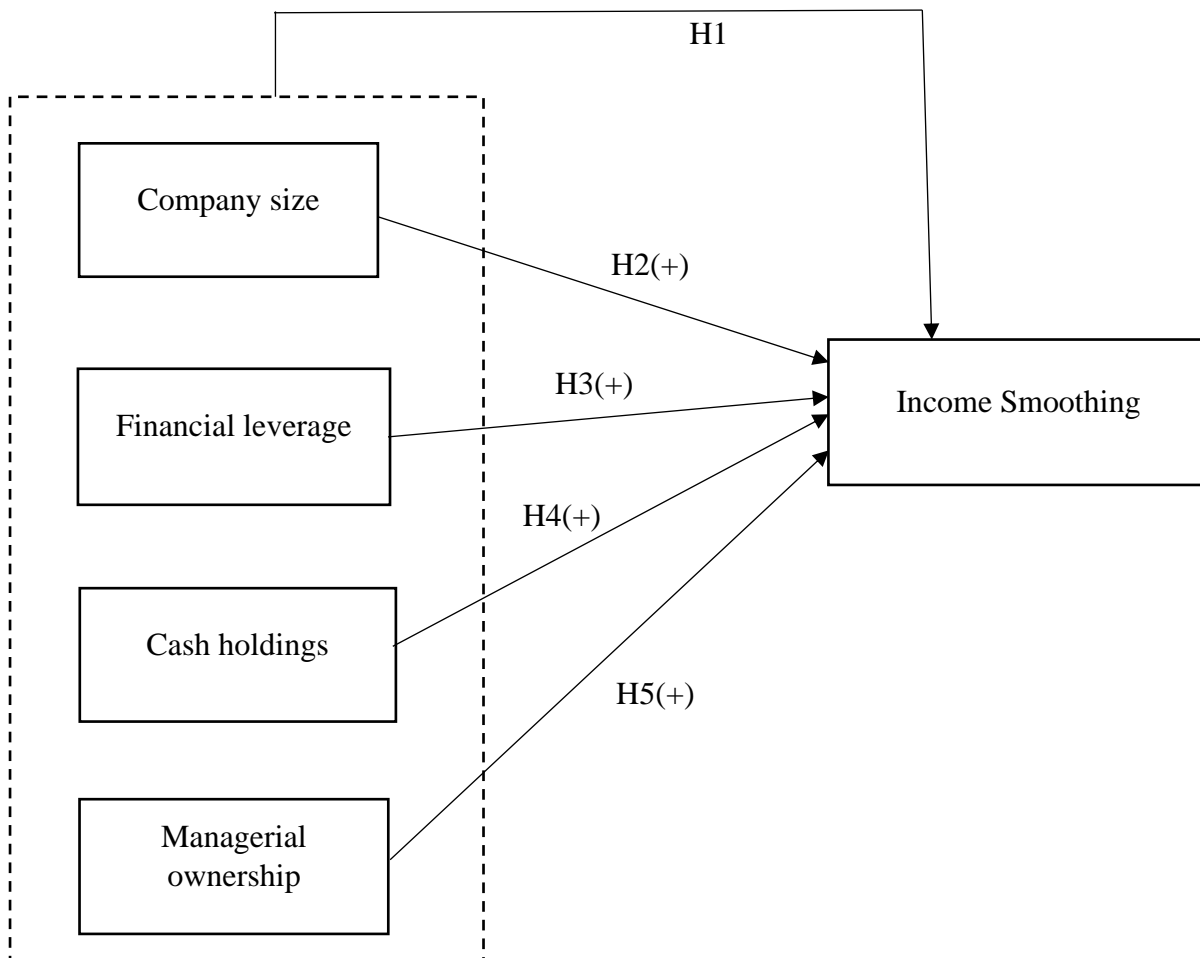 H1
Company size
H2(+)
Financial leverage
H3(+)
Income Smoothing
Cash holdings
H4(+)
H5(+)
Managerial
ownership